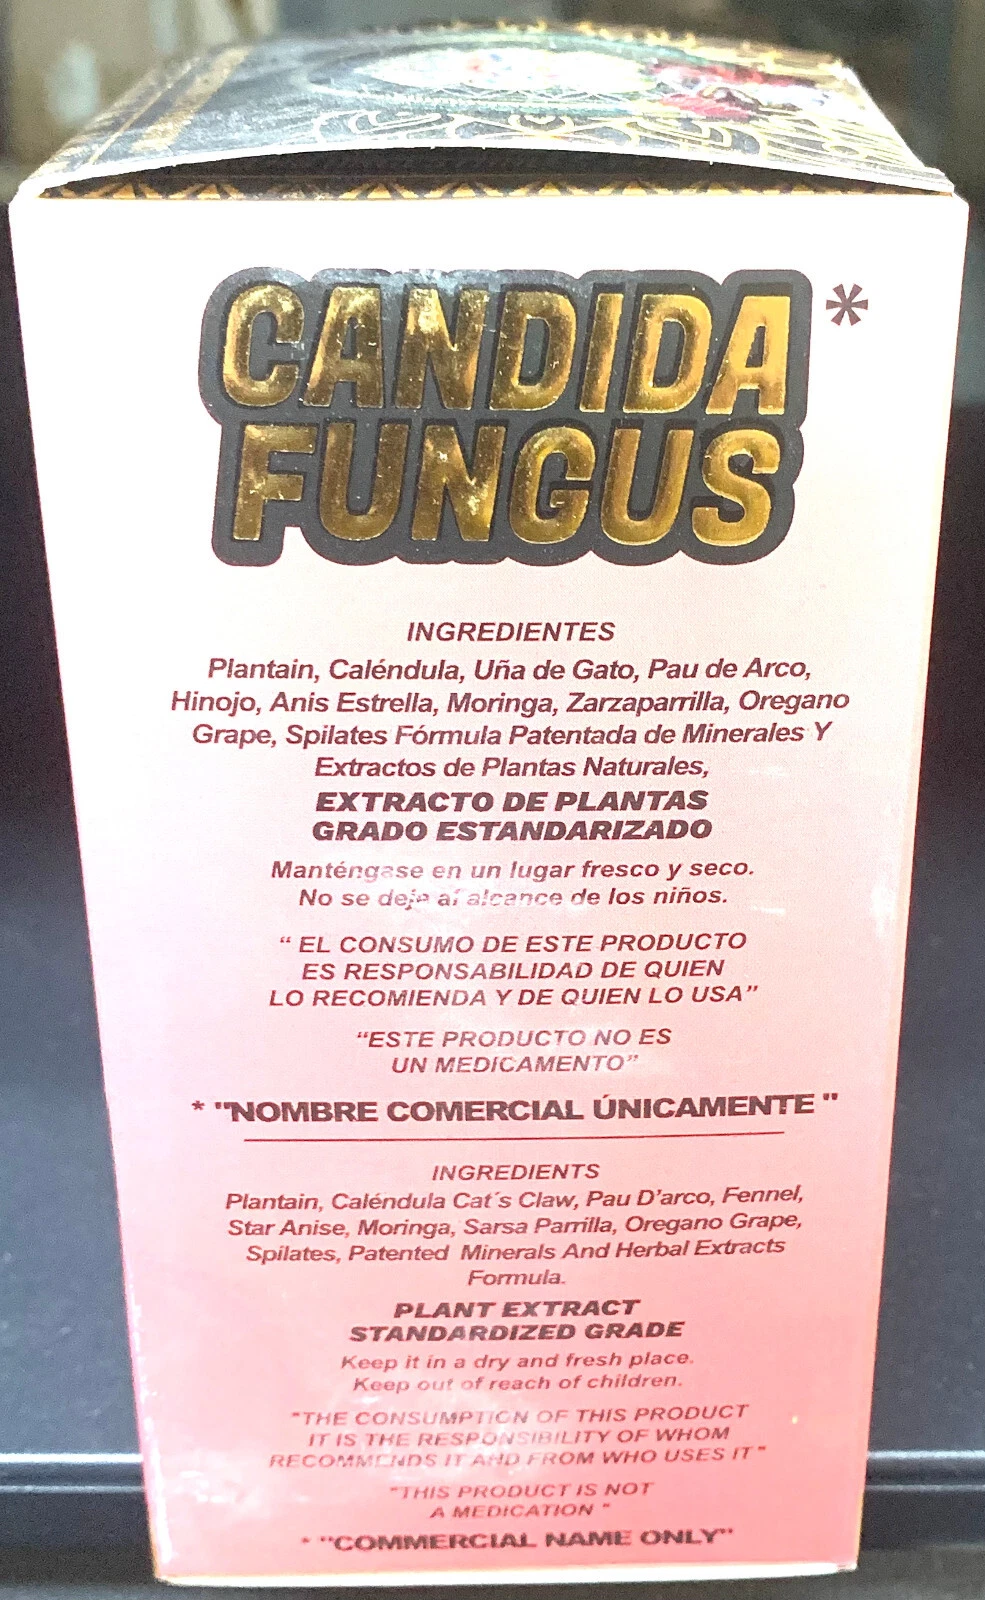 CANDIDA *
FUNGUS
INGREDIENTES
Plantain, Caléndula, Uña de Gato, Pau de Arco,
Hinojo, Anis Estrella, Moringa, Zarzaparrilla, Oregano
Grape, Spilates Fórmula Patentada de Minerales Y
Extractos de Plantas Naturales,
EXTRACTO DE PLANTAS
GRADO ESTANDARIZADO
Manténgase en un lugar fresco y seco.
No se deje al alcance de los niños.
“ EL CONSUMO DE ESTE PRODUCTO
ES RESPONSABILIDAD DE QUIEN
LO RECOMIENDA Y DE QUIEN LO USA”
“ESTE PRODUCTO NO ES
UN MEDICAMENTO”
* "NOMBRE COMERCIAL ÚNICAMENTE "
INGREDIENTS
Plantain, Caléndula Cat´s Claw, Pau D’arco, Fennel,
Star Anise, Moringa, Sarsa Parrilla, Oregano Grape,
Spilates, Patented Minerals And Herbal Extracts
Formula.
PLANT EXTRACT
STANDARDIZED GRADE
Keep it in a dry and fresh place.
Keep out of reach of children.
"THE CONSUMPTION OF THIS PRODUCT
IT IS THE RESPONSIBILITY OF WHOM
RECOMMENDS IT AND FROM WHO USES IT"
"THIS PRODUCT IS NOT
A MEDICATION "
* "COMMERCIAL NAME ONLY"